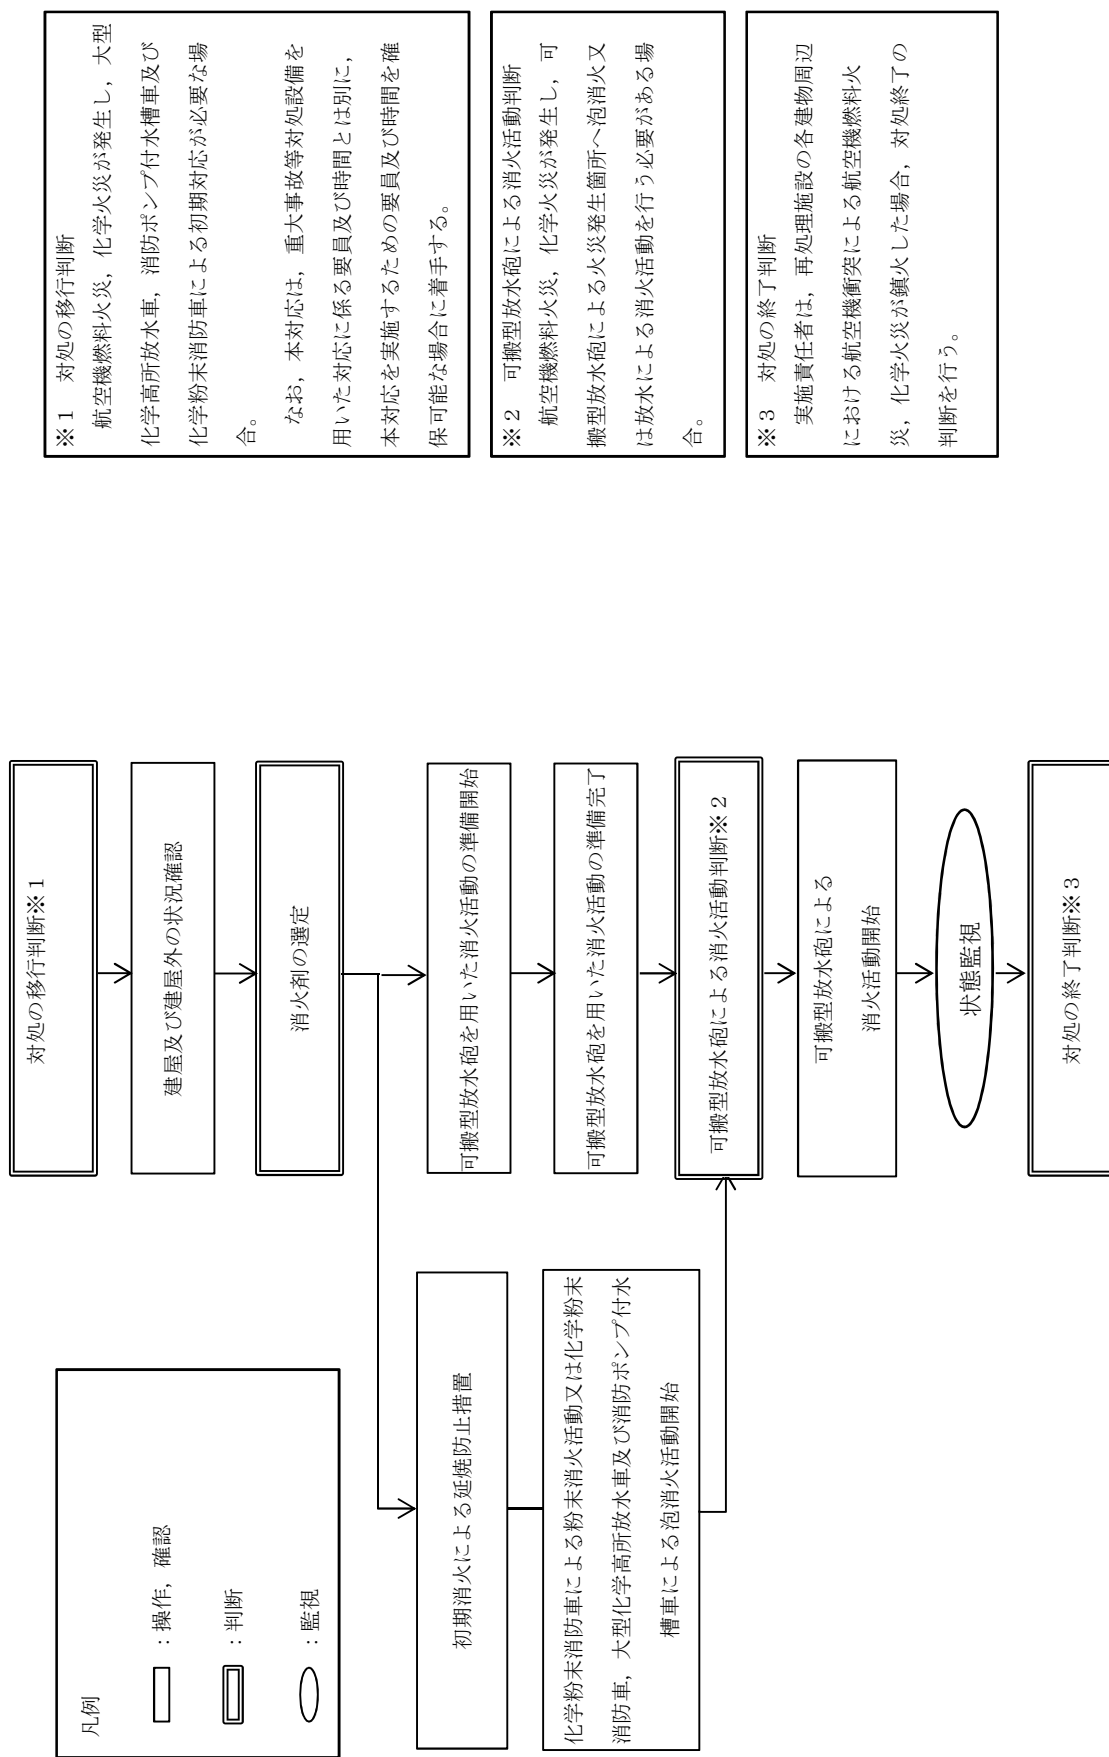 凡例
：操作，確認
：判断
：監視
対処の移行判断※１
建屋及び建屋外の状況確認
消火剤の選定
初期消火による延焼防止措置
化学粉末消防車による粉末消火活動又は化学粉末
消防車，大型化学高所放水車及び消防ポンプ付水
槽車による泡消火活動開始
可搬型放水砲を用いた消火活動の準備開始
可搬型放水砲を用いた消火活動の準備完了
可搬型放水砲による消火活動判断※２
可搬型放水砲による
消火活動開始
状態監視
対処の終了判断※３
※１　対処の移行判断
航空機燃料火災，化学火災が発生し，大型
化学高所放水車，消防ポンプ付水槽車及び
化学粉末消防車による初期対応が必要な場
合。
なお，本対応は，重大事故等対処設備を
用いた対応に係る要員及び時間とは別に，
本対応を実施するための要員及び時間を確
保可能な場合に着手する。
※２　可搬型放水砲による消火活動判断
航空機燃料火災，化学火災が発生し，可
搬型放水砲による火災発生箇所へ泡消火又
は放水による消火活動を行う必要がある場
合。
※３　対処の終了判断
実施責任者は，再処理施設の各建物周辺
における航空機衝突による航空機燃料火
災，化学火災が鎮火した場合，対処終了の
判断を行う。